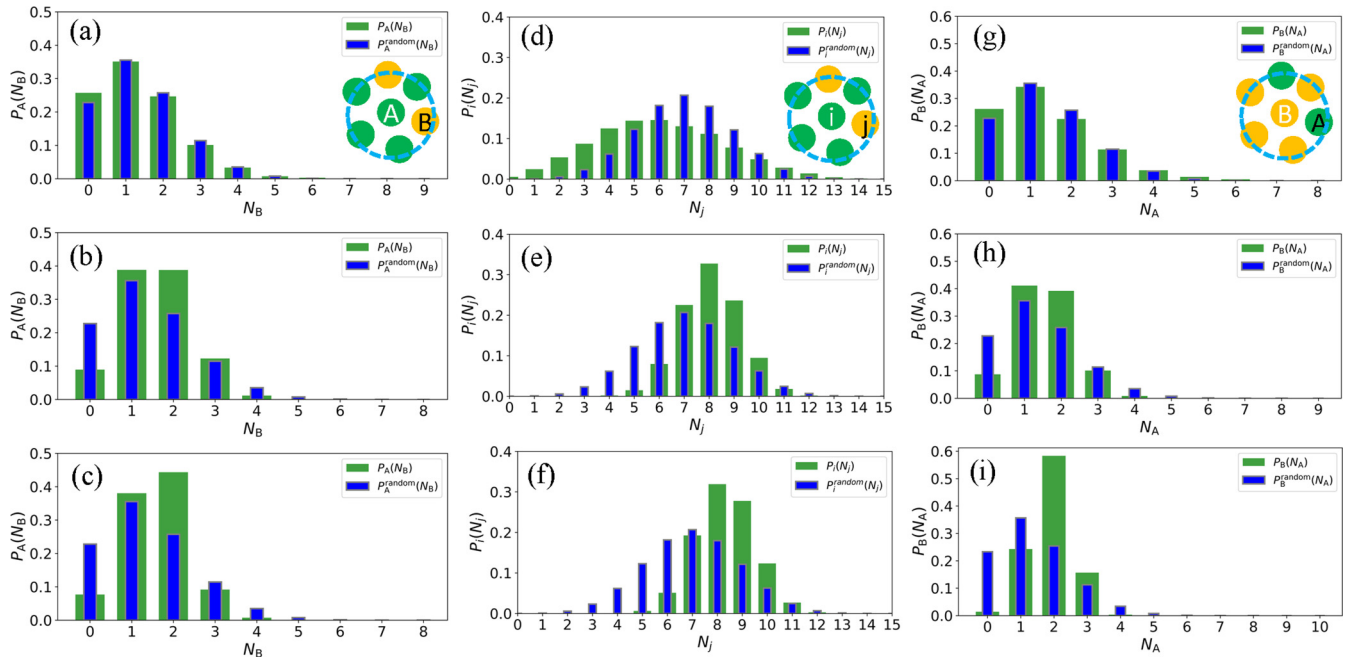 (a)
P_A(N_B)
P_A^random(N_B)
P_A(N_B)
0.5
0.4
0.3
0.2
0.1
0.0
A
B
0 1 2 3 4 5 6 7 8 9
N_B
(d)
P_i(N_j)
P_i^random(N_j)
P_i(N_j)
0.4
0.3
0.2
0.1
0.0
i
j
0 1 2 3 4 5 6 7 8 9 10 11 12 13 14 15
N_j
(g)
P_B(N_A)
P_B^random(N_A)
P_B(N_A)
0.6
0.5
0.4
0.3
0.2
0.1
0.0
B
A
0 1 2 3 4 5 6 7 8
N_A
(b)
P_A(N_B)
P_A^random(N_B)
P_A(N_B)
0.5
0.4
0.3
0.2
0.1
0.0
0 1 2 3 4 5 6 7 8
N_B
(e)
P_i(N_j)
P_i^random(N_j)
P_i(N_j)
0.4
0.3
0.2
0.1
0.0
0 1 2 3 4 5 6 7 8 9 10 11 12 13 14 15
N_j
(h)
P_B(N_A)
P_B^random(N_A)
P_B(N_A)
0.6
0.5
0.4
0.3
0.2
0.1
0.0
0 1 2 3 4 5 6 7 8 9
N_A
(c)
P_A(N_B)
P_A^random(N_B)
P_A(N_B)
0.5
0.4
0.3
0.2
0.1
0.0
0 1 2 3 4 5 6 7 8
N_B
(f)
P_i(N_j)
P_i^random(N_j)
P_i(N_j)
0.4
0.3
0.2
0.1
0.0
0 1 2 3 4 5 6 7 8 9 10 11 12 13 14 15
N_j
(i)
P_B(N_A)
P_B^random(N_A)
P_B(N_A)
0.6
0.5
0.4
0.3
0.2
0.1
0.0
0 1 2 3 4 5 6 7 8 9 10
N_A